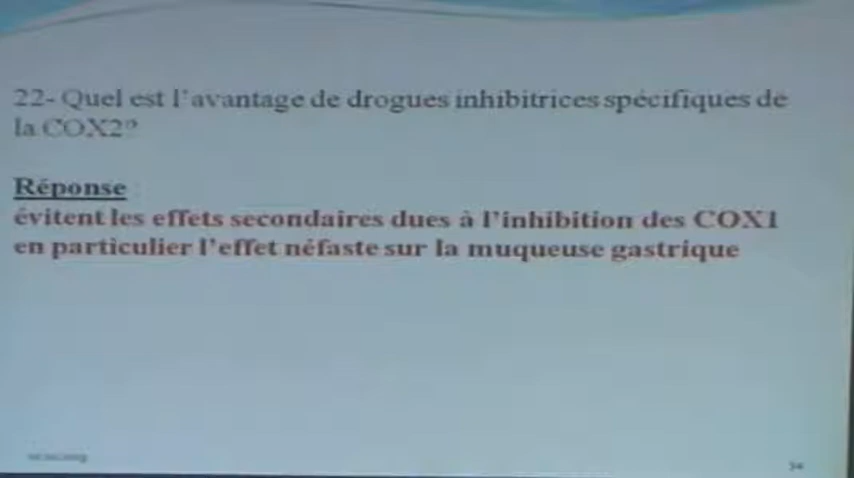 22- Quel est l'avantage de drogues inhibitrices spécifiques de
la COX2?
Réponse
évitent les effets secondaires dues à l'inhibition des COX1
en particulier l'effet néfaste sur la muqueuse gastrique
34